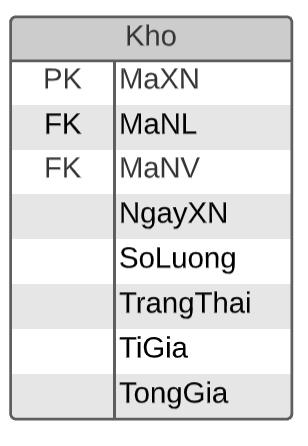 Kho
PK MaXN
FK MaNL
FK MaNV
NgayXN
SoLuong
TrangThai
TiGia
TongGia